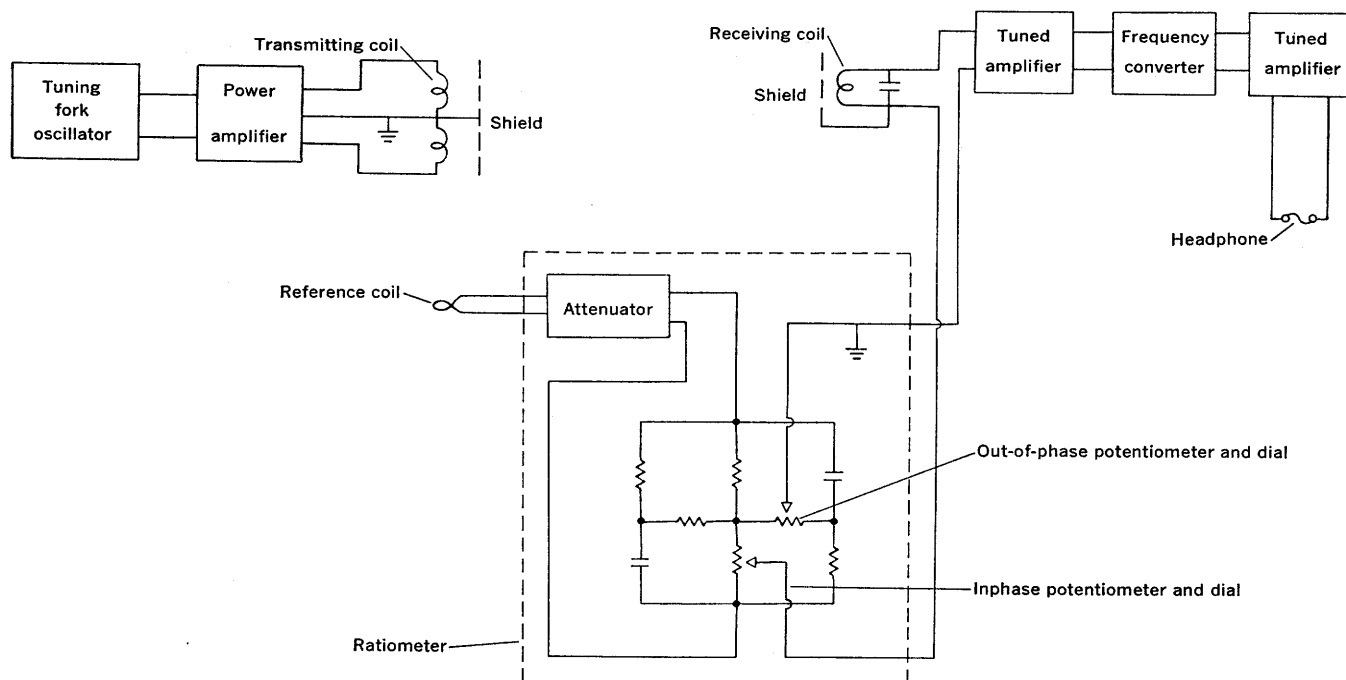 Transmitting coil
Tuning
fork
oscillator
Power
amplifier
Shield
Receiving coil
Shield
Tuned
amplifier
Frequency
converter
Tuned
amplifier
Headphone
Reference coil
Attenuator
Out-of-phase potentiometer and dial
Inphase potentiometer and dial
Ratiometer